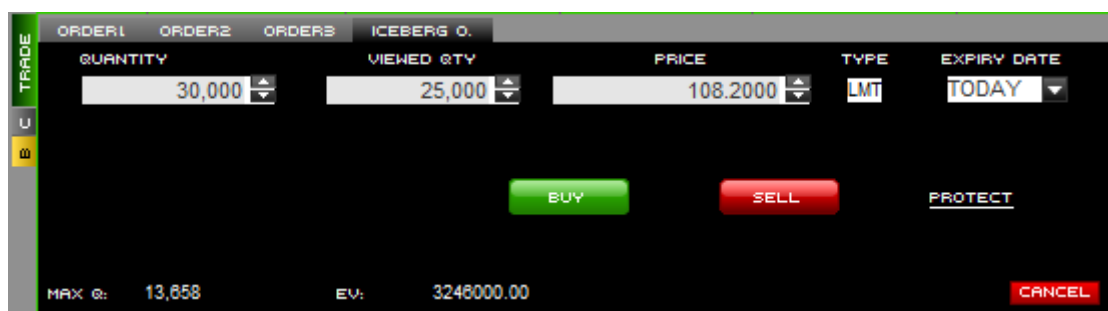 TRADE
U
B
ORDER1 ORDER2 ORDER3 ICEBERG O.
QUANTITY VIEWED QTY PRICE TYPE EXPIRY DATE
30,000 25,000 108.2000 LMT TODAY
BUY SELL PROTECT
MAX Q: 13,658 EV: 3246000.00 CANCEL